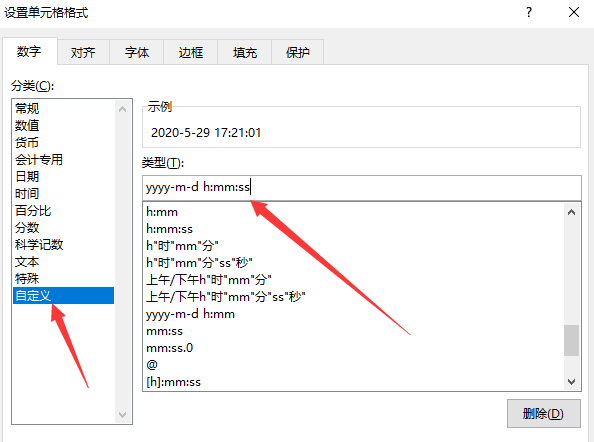 设置单元格格式 ? ×
数字 对齐 字体 边框 填充 保护
分类(C):
常规
数值
货币
会计专用
日期
时间
百分比
分数
科学记数
文本
特殊
自定义
示例
2020-5-29 17:21:01
类型(T):
yyyy-m-d h:mm:ss
h:mm
h:mm:ss
h"时"mm"分"
h"时"mm"分"ss"秒"
上午/下午h"时"mm"分"
上午/下午h"时"mm"分"ss"秒"
yyyy-m-d h:mm
mm:ss
mm:ss.0
@
[h]:mm:ss
删除(D)